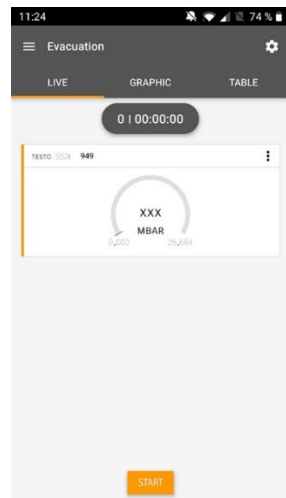 11:24 74 %
Evacuation
LIVE GRAPHIC TABLE
0 | 00:00:00
TESTO 552i 949
XXX
MBAR
0,000 26,664
START